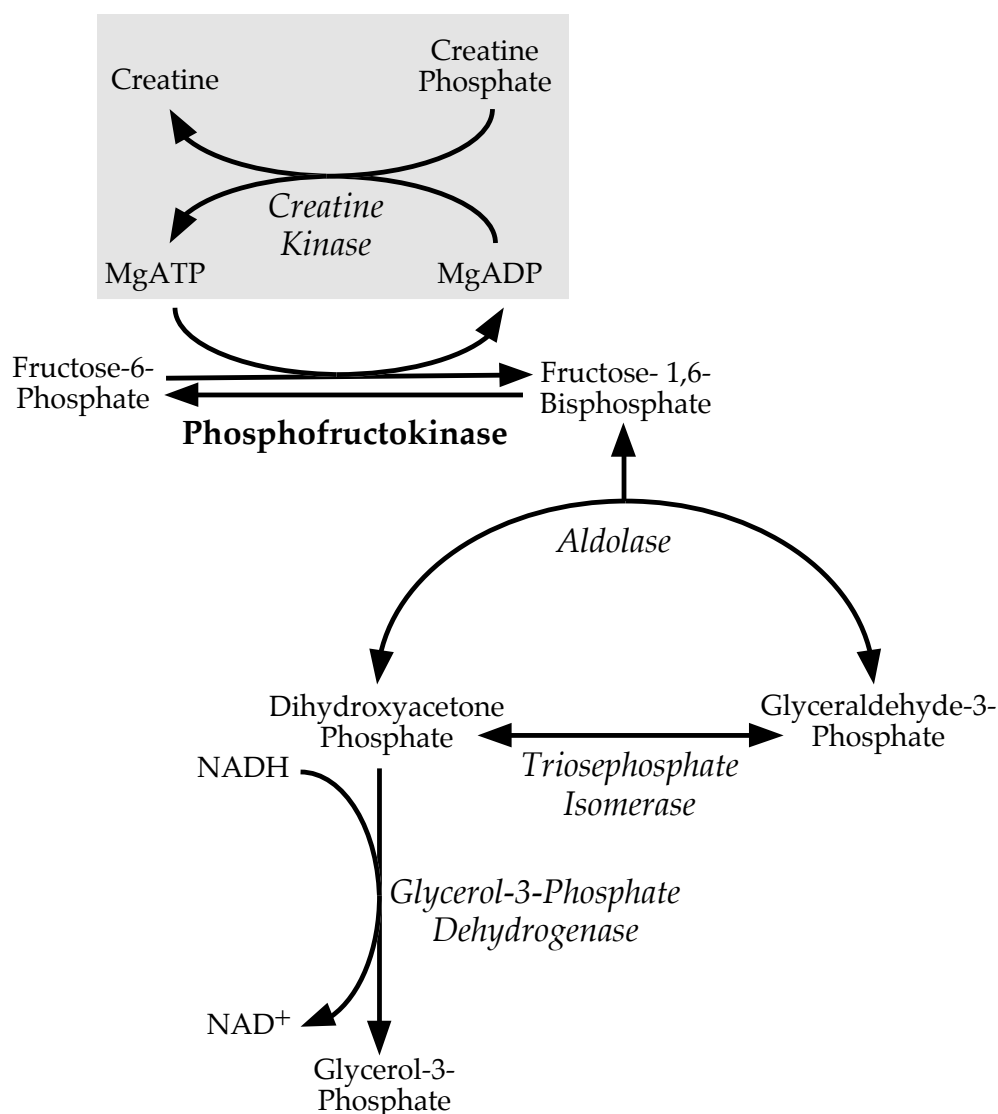 Creatine
Creatine
Phosphate
Creatine
Kinase
MgATP
MgADP
Fructose-6-
Phosphate
Fructose- 1,6-
Bisphosphate
Phosphofructokinase
Aldolase
Dihydroxyacetone
Phosphate
Glyceraldehyde-3-
Phosphate
Triosephosphate
Isomerase
NADH
Glycerol-3-Phosphate
Dehydrogenase
NAD⁺
Glycerol-3-
Phosphate